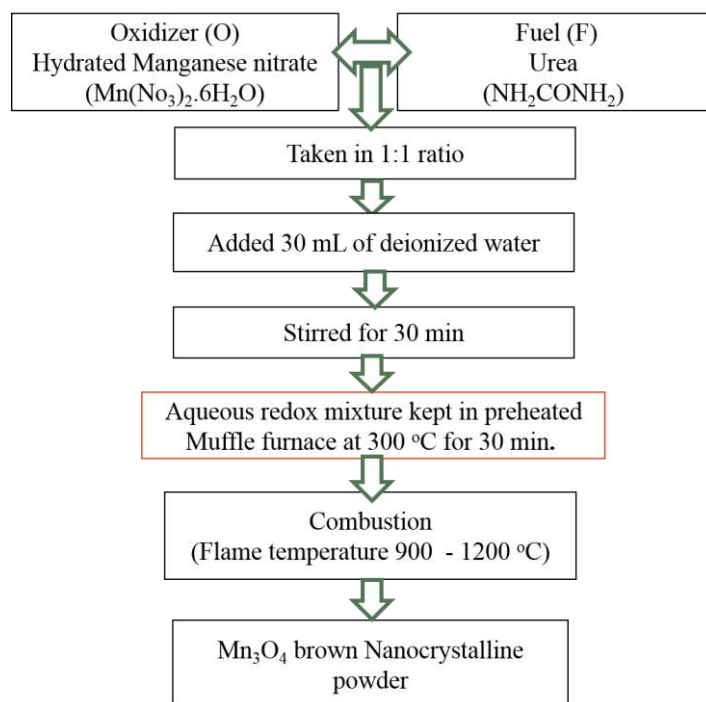 Oxidizer (O)
Hydrated Manganese nitrate
(Mn(No₃)₂.6H₂O)
Fuel (F)
Urea
(NH₂CONH₂)
Taken in 1:1 ratio
Added 30 mL of deionized water
Stirred for 30 min
Aqueous redox mixture kept in preheated
Muffle furnace at 300 ᵒC for 30 min.
Combustion
(Flame temperature 900 - 1200 ᵒC)
Mn₃O₄ brown Nanocrystalline
powder